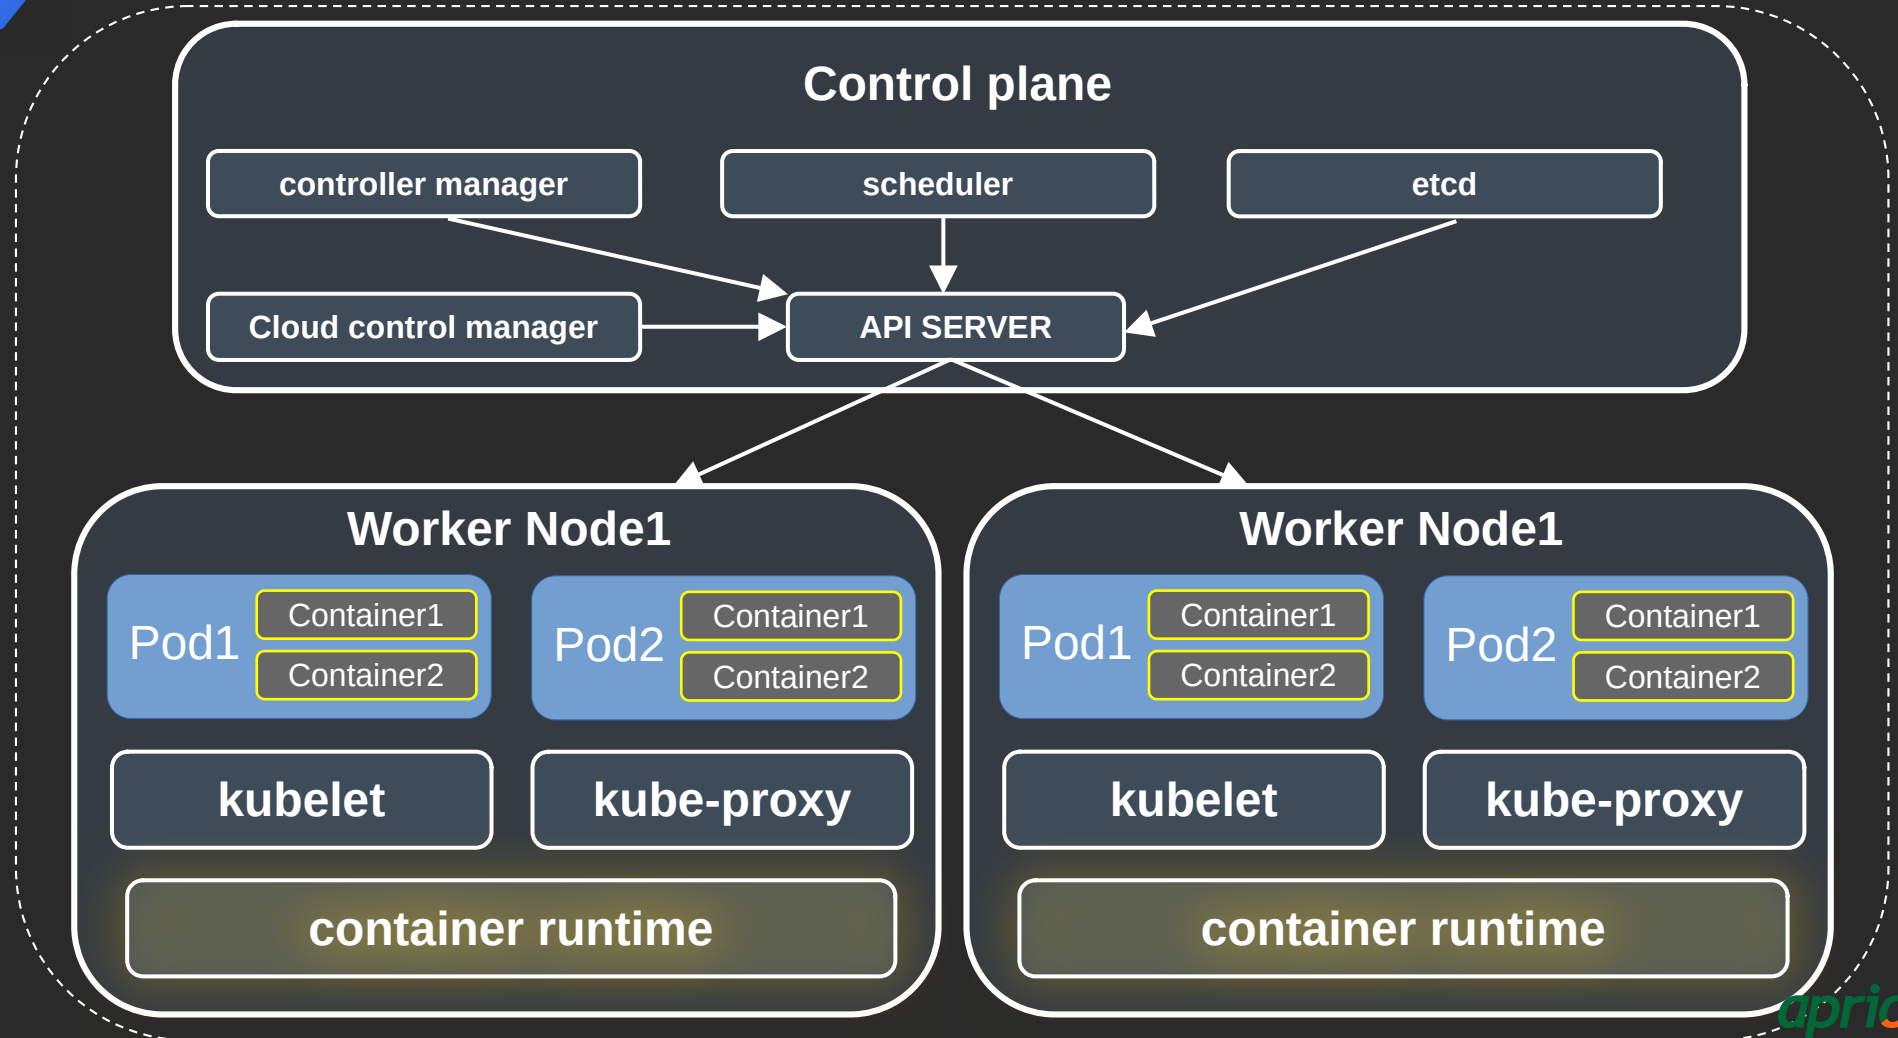 Control plane
controller manager
scheduler
etcd
Cloud control manager
API SERVER
Worker Node1
Pod1
Container1
Container2
Pod2
Container1
Container2
kubelet
kube-proxy
container runtime
Worker Node1
Pod1
Container1
Container2
Pod2
Container1
Container2
kubelet
kube-proxy
container runtime